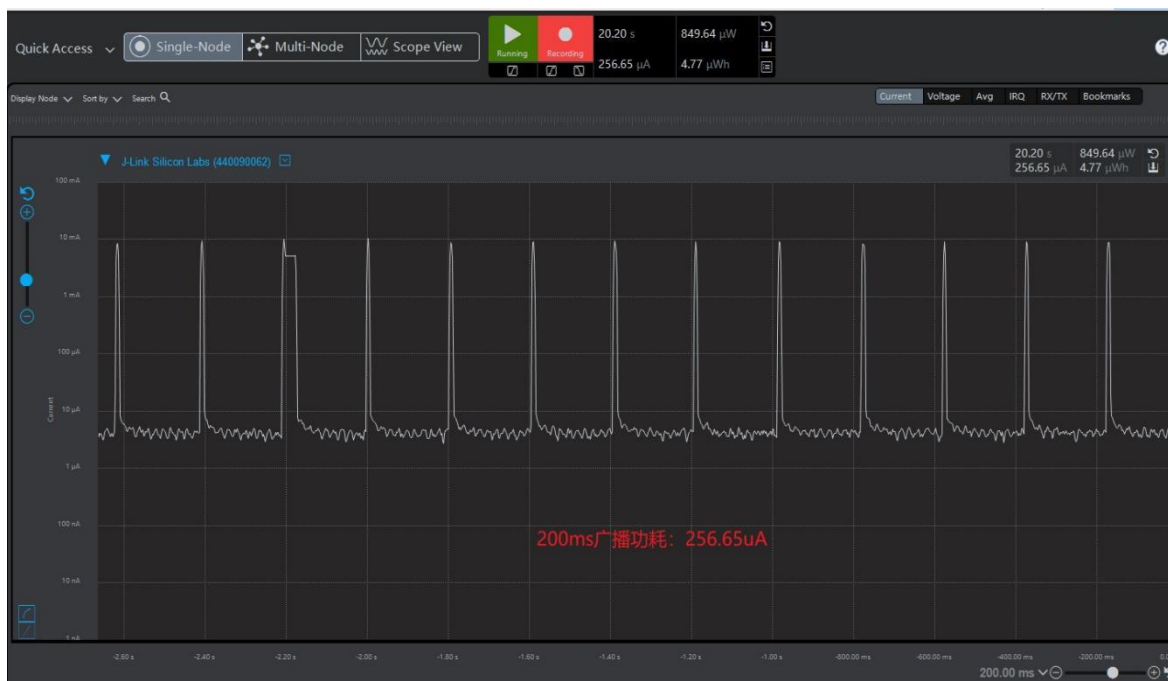 Quick Access
Single-Node
Multi-Node
Scope View
Running
Recording
20.20 s
849.64 µW
256.65 µA
4.77 µWh
Display Node
Sort by
Search
Current
Voltage
Avg
IRQ
RX/TX
Bookmarks
J-Link Silicon Labs (440090062)
20.20 s
849.64 µW
256.65 µA
4.77 µWh
100 mA
10 mA
1 mA
100 µA
10 µA
1 µA
100 nA
10 nA
1 nA
Current
200ms广播功耗：256.65uA
-2.60 s
-2.40 s
-2.20 s
-2.00 s
-1.80 s
-1.60 s
-1.40 s
-1.20 s
-1.00 s
-800.00 ms
-600.00 ms
-400.00 ms
-200.00 ms
200.00 ms